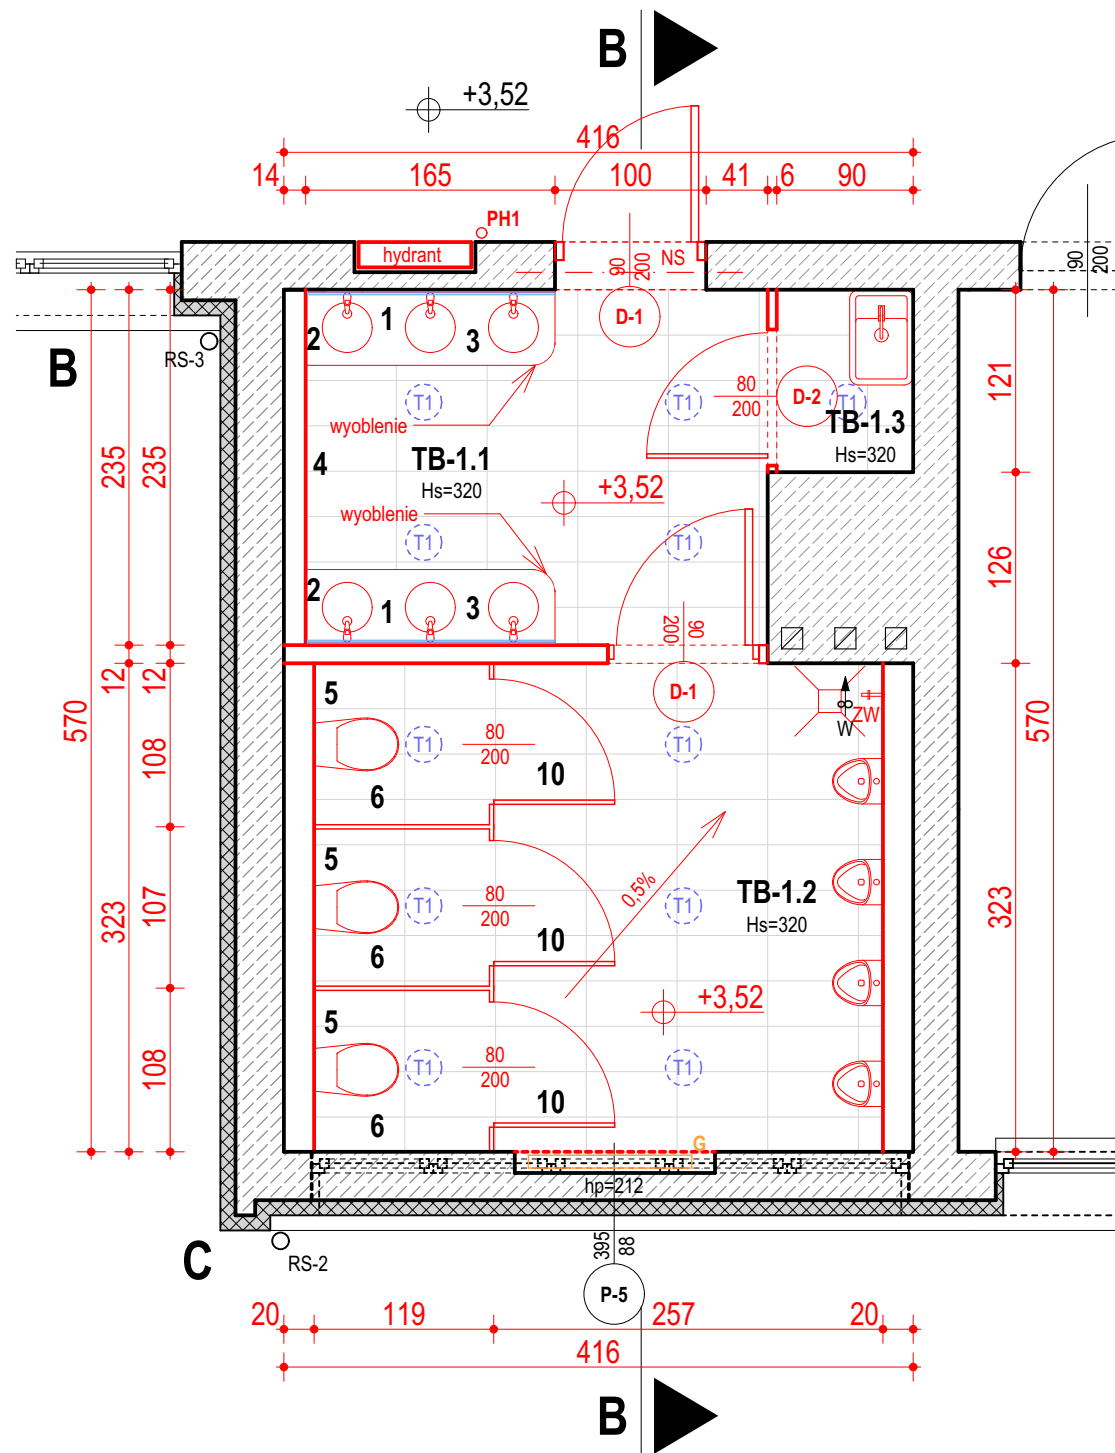 B
+3,52
416
14 165 100 41 6 90
PH1
hydrant
NS
90
200
90
200
D-1
1
2 3
RS-3
B
T1 T1 T1
80
200
D-2
TB-1.3
Hs=320
121
wyoblenie
TB-1.1
Hs=320
4
235 235
+3,52
wyoblenie
T1 T1
126
2 1 3
90
200
12 12
D-1
5
8
W
ZW
570
570
T1 T1
80
200
108
10
6
5
0,5%
TB-1.2
Hs=320
T1 T1
80
200
323 107
323
10
6
+3,52
5
T1 T1
80
200
108
10
6
G
hp=212
395
88
C
RS-2
P-5
20 119 257 20
416
B